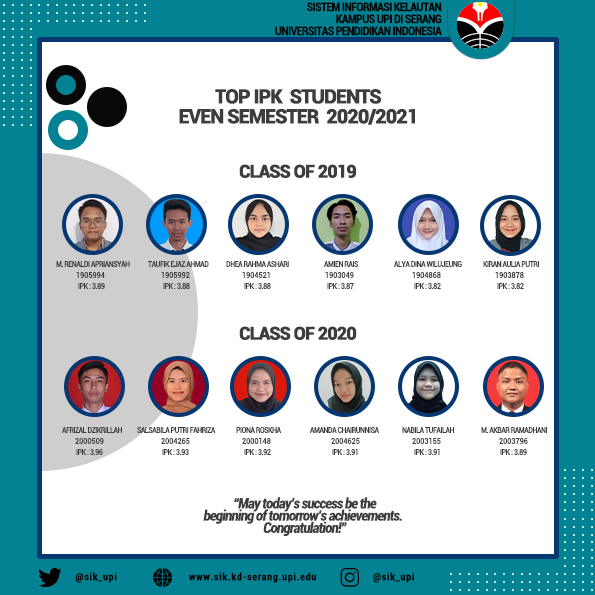 SISTEM INFORMASI KELAUTAN
KAMPUS UPI DI SERANG
UNIVERSITAS PENDIDIKAN INDONESIA
TOP IPK STUDENTS
EVEN SEMESTER 2020/2021
CLASS OF 2019
M. RENALDI APRIANSYAH
1905994
IPK : 3.89
TAUFIK EJAZ AHMAD
1905992
IPK : 3.88
DHEA RAHMA ASHARI
1904521
IPK : 3.88
AMIEN RAIS
1903049
IPK : 3.87
ALYA DINA WILUJEUNG
1904868
IPK : 3.82
KIRAN AULIA PUTRI
1903878
IPK : 3.82
CLASS OF 2020
AFRIZAL DZIKRILLAH
2000509
IPK : 3.96
SALSABILA PUTRI FAHRIZA
2004265
IPK : 3.93
PIONA ROSKHA
2000148
IPK : 3.92
AMANDA CHAIRUNNISA
2004625
IPK : 3.91
NABILA TUFAILAH
2003155
IPK : 3.91
M. AKBAR RAMADHANI
2003796
IPK : 3.89
“May today’s success be the
beginning of tomorrow’s achievements.
Congratulation!”
@sik_upi
www.sik.kd-serang.upi.edu
@sik_upi